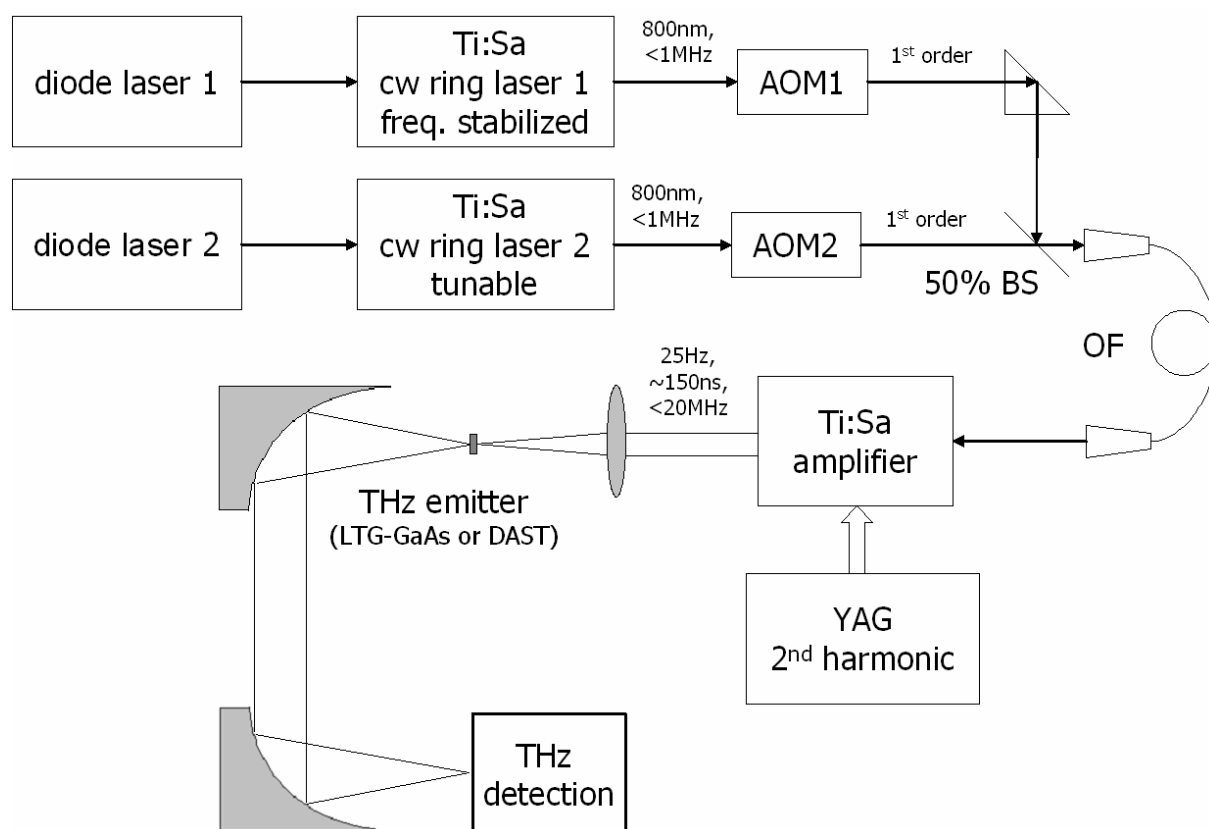 diode laser 1
Ti:Sa
cw ring laser 1
freq. stabilized
800nm,
<1MHz
AOM1
1st order
diode laser 2
Ti:Sa
cw ring laser 2
tunable
800nm,
<1MHz
AOM2
1st order
50% BS
OF
25Hz,
~150ns,
<20MHz
Ti:Sa
amplifier
THz emitter
(LTG-GaAs or DAST)
YAG
2nd harmonic
THz
detection